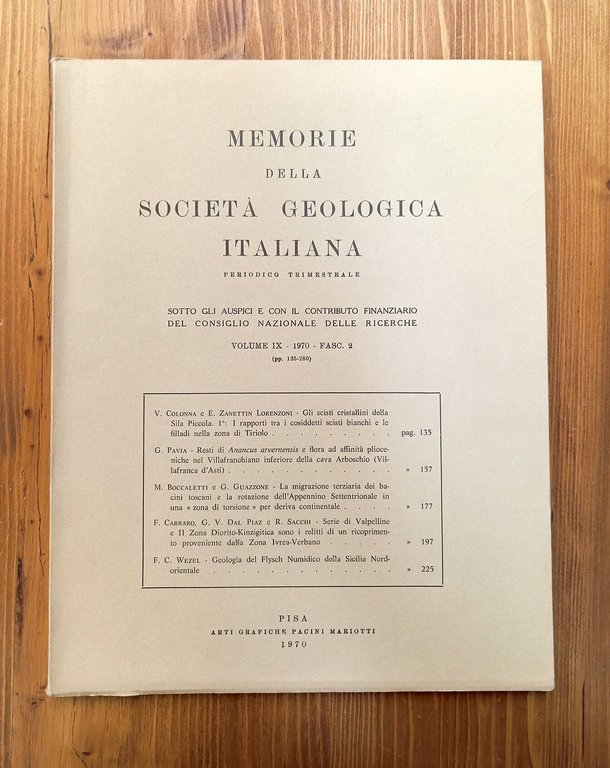 MEMORIE
DELLA
SOCIETÀ GEOLOGICA
ITALIANA
PERIODICO TRIMESTRALE
SOTTO GLI AUSPICI E CON IL CONTRIBUTO FINANZIARIO
DEL CONSIGLIO NAZIONALE DELLE RICERCHE
VOLUME IX - 1970 - FASC. 2
(pp. 135-280)
V. COLONNA e E. ZANETTIN LORENZONI - Gli scisti cristallini della
Sila Piccola. 1°: I rapporti tra i cosiddetti scisti bianchi e le
filladi nella zona di Tiriolo . . . . . . . . . pag. 135
G. PAVIA - Resti di Anancus arvernensis e flora ad affinità plioce-
niche nel Villafranchiano inferiore della cava Arboschio (Vil-
lafranca d'Asti) . . . . . . . . . . . . » 157
M. BOCCALETTI e G. GUAZZONE - La migrazione terziaria dei ba-
cini toscani e la rotazione dell'Appennino Settentrionale in
una « zona di torsione » per deriva continentale . . . . » 177
F. CARRARO, G. V. DAL PIAZ e R. SACCHI - Serie di Valpelline
e II Zona Diorito-Kinzigitica sono i relitti di un ricoprimen-
to proveniente dalla Zona Ivrea-Verbano . . . . . » 197
F. C. WEZEL - Geologia del Flysch Numidico della Sicilia Nord-
orientale . . . . . . . . . . . . . » 225
PISA
ARTI GRAFICHE PACINI MARIOTTI
1970